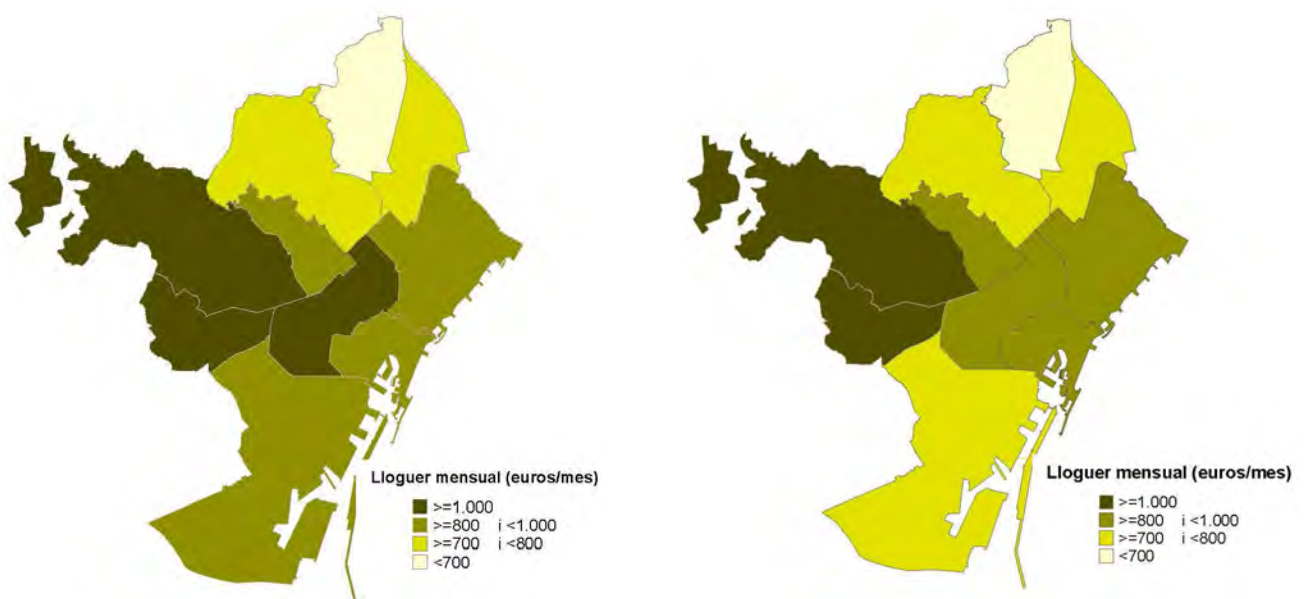 Lloguer mensual (euros/mes)
>=1.000
>=800 i <1.000
>=700 i <800
<700
Lloguer mensual (euros/mes)
>=1.000
>=800 i <1.000
>=700 i <800
<700